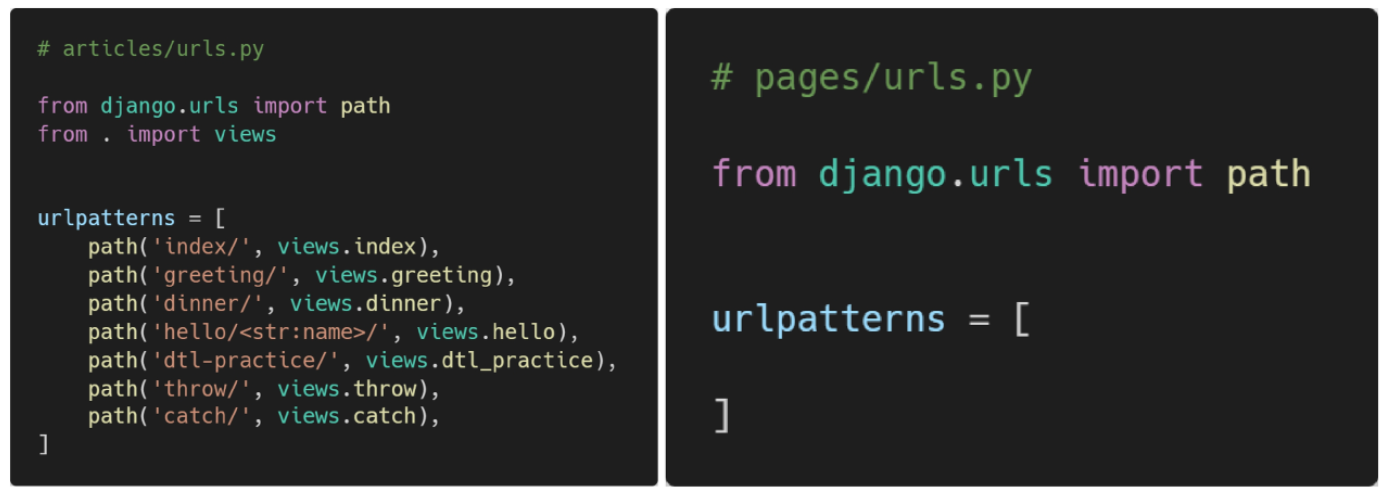 # articles/urls.py
from django.urls import path
from . import views
urlpatterns = [
    path('index/', views.index),
    path('greeting/', views.greeting),
    path('dinner/', views.dinner),
    path('hello/<str:name>/', views.hello),
    path('dtl-practice/', views.dtl_practice),
    path('throw/', views.throw),
    path('catch/', views.catch),
]
# pages/urls.py
from django.urls import path
urlpatterns = [
]